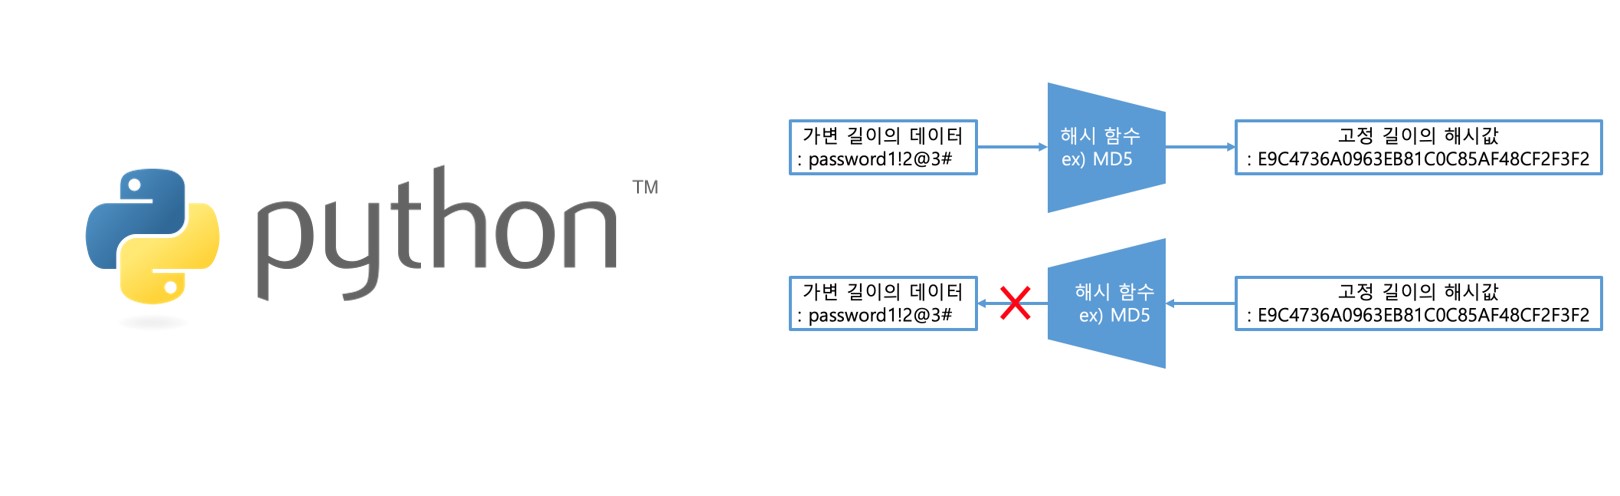 python
TM
가변 길이의 데이터
: password1!2@3#
해시 함수
ex) MD5
고정 길이의 해시값
: E9C4736A0963EB81C0C85AF48CF2F3F2
가변 길이의 데이터
: password1!2@3#
해시 함수
ex) MD5
고정 길이의 해시값
: E9C4736A0963EB81C0C85AF48CF2F3F2